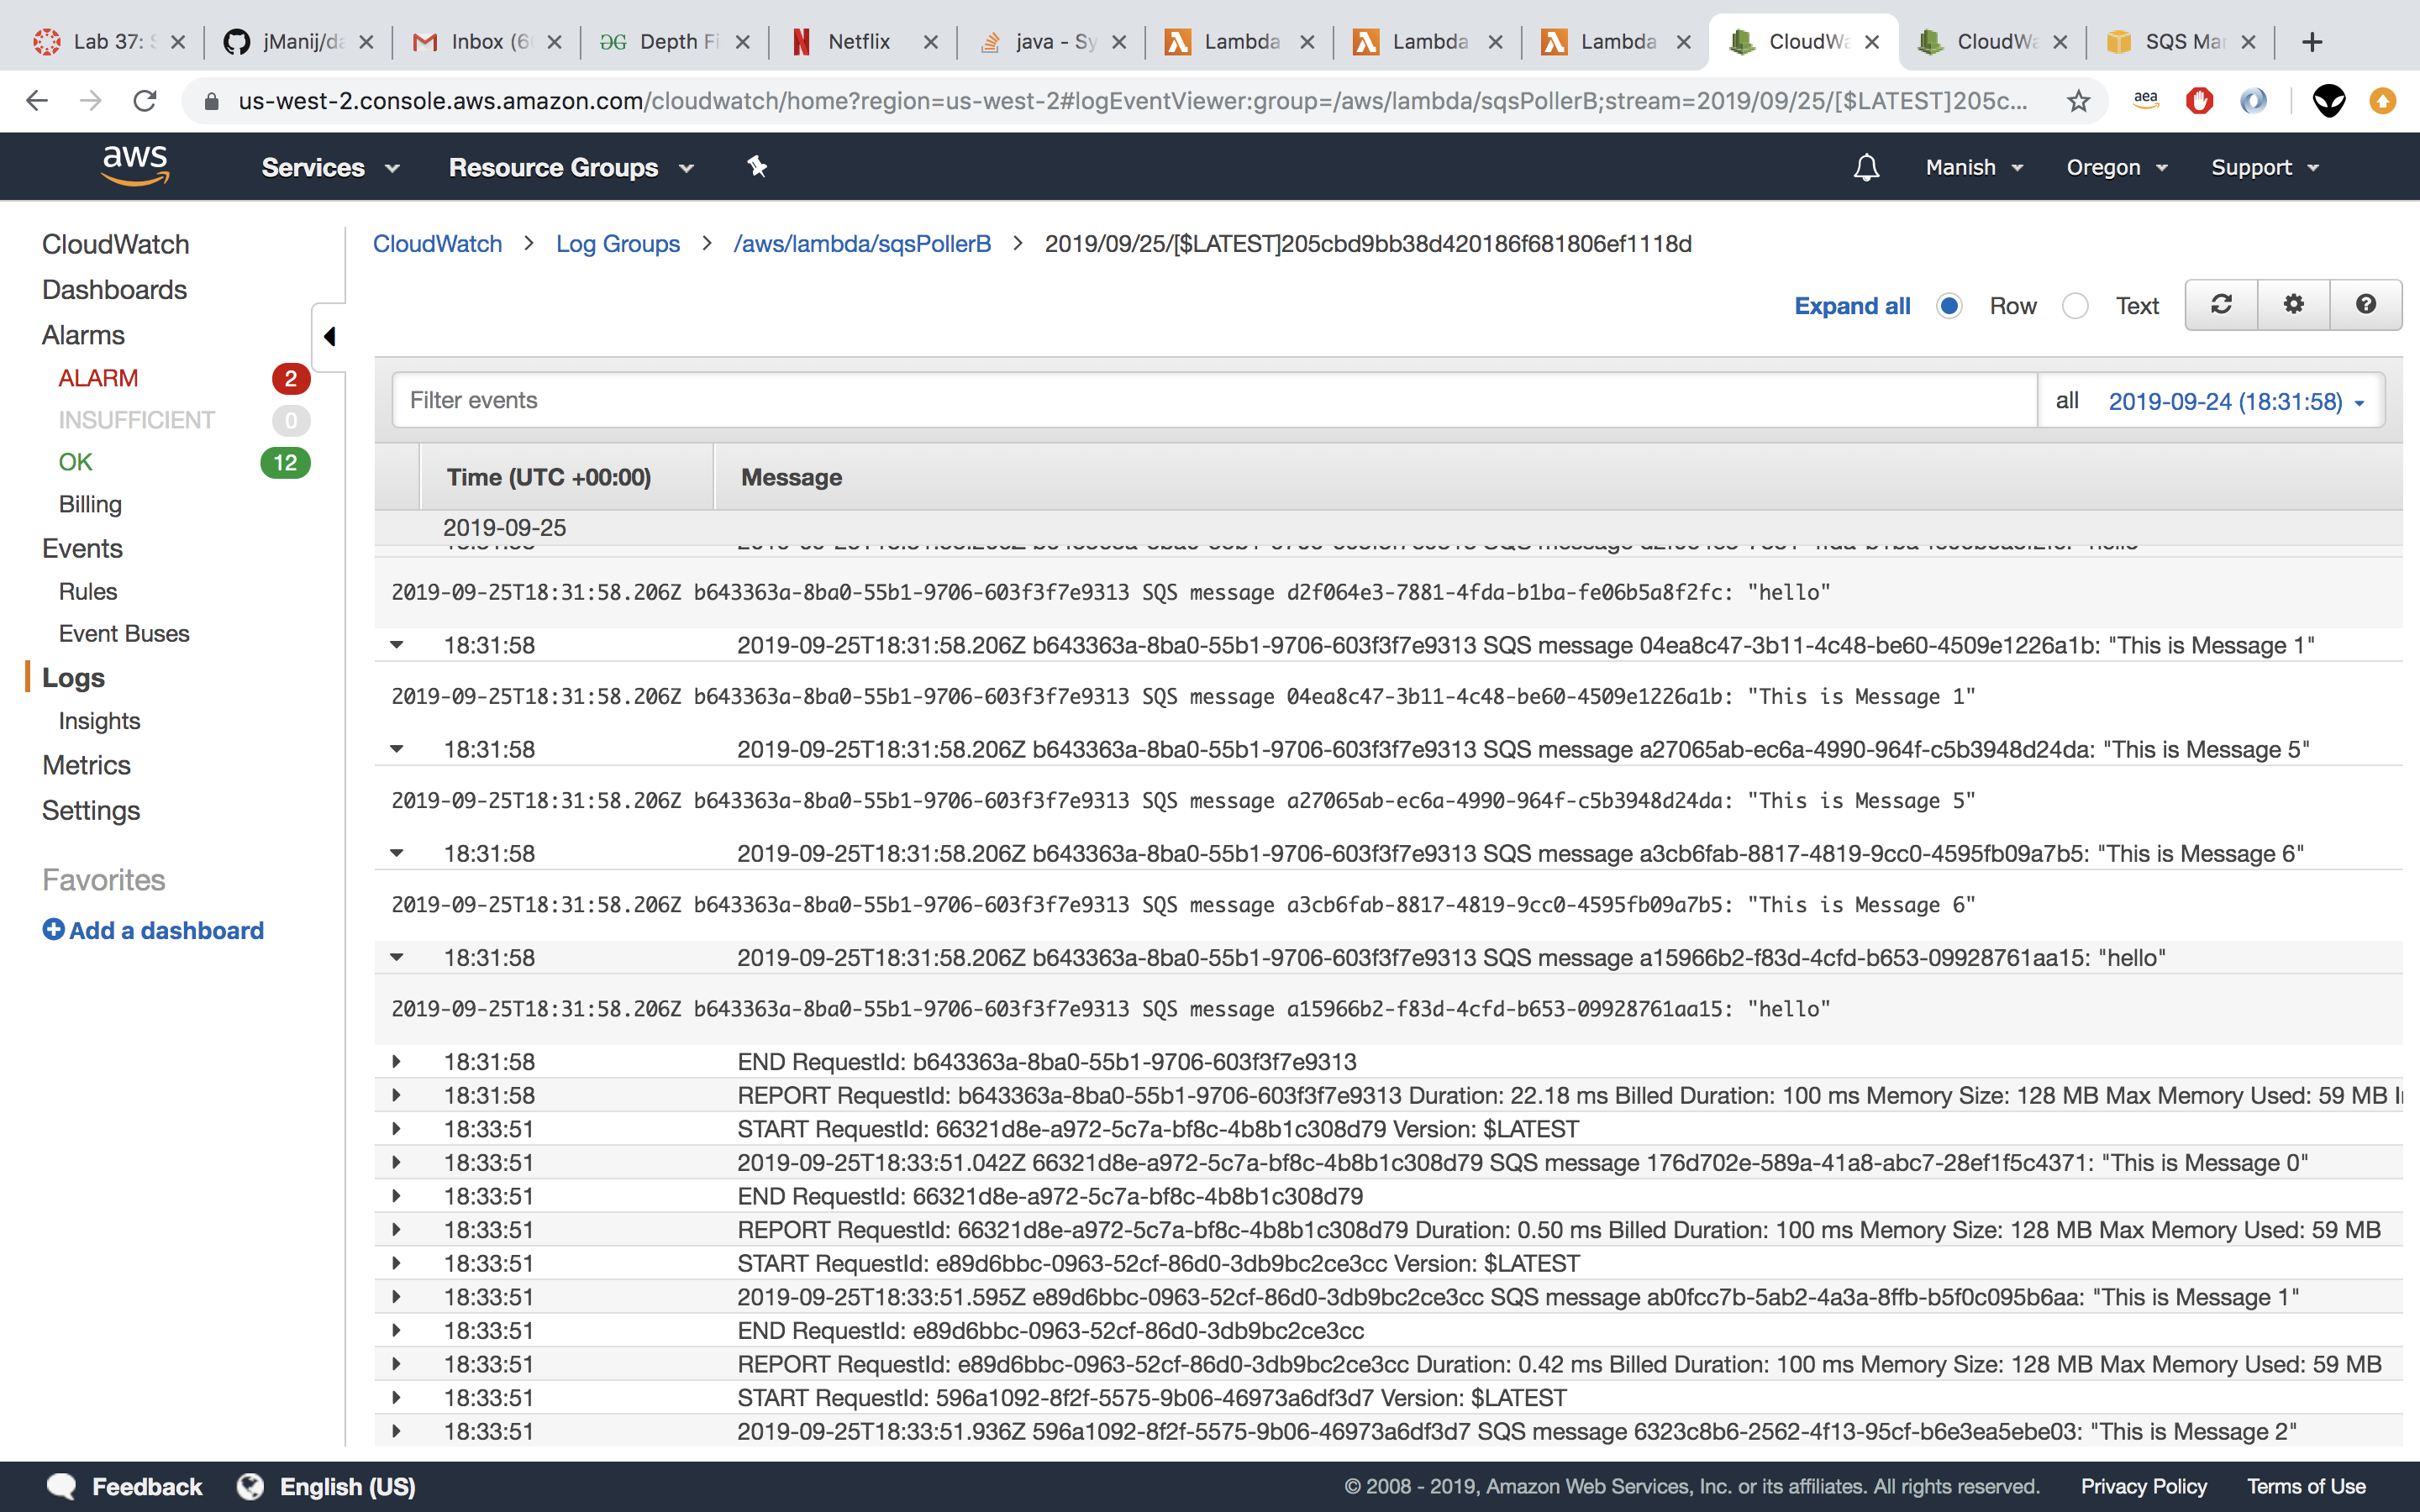 Lab 37: S
jManij/da
Inbox (6
Depth Fi
Netflix
java - Sy
Lambda
Lambda
Lambda
CloudWa
CloudWa
SQS Mar
us-west-2.console.aws.amazon.com/cloudwatch/home?region=us-west-2#logEventViewer:group=/aws/lambda/sqsPollerB;stream=2019/09/25/[$LATEST]205c...
aea
aws
Services
Resource Groups
Manish
Oregon
Support
CloudWatch
Dashboards
Alarms
ALARM 2
INSUFFICIENT 0
OK 12
Billing
Events
Rules
Event Buses
Logs
Insights
Metrics
Settings
Favorites
Add a dashboard
CloudWatch > Log Groups > /aws/lambda/sqsPollerB > 2019/09/25/[$LATEST]205cbd9bb38d420186f681806ef1118d
Expand all Row Text
Filter events all 2019-09-24 (18:31:58)
Time (UTC +00:00) Message
2019-09-25
2019-09-25T18:31:58.206Z b643363a-8ba0-55b1-9706-603f3f7e9313 SQS message d2f064e3-7881-4fda-b1ba-fe06b5a8f2fc: "hello"
18:31:58 2019-09-25T18:31:58.206Z b643363a-8ba0-55b1-9706-603f3f7e9313 SQS message 04ea8c47-3b11-4c48-be60-4509e1226a1b: "This is Message 1"
2019-09-25T18:31:58.206Z b643363a-8ba0-55b1-9706-603f3f7e9313 SQS message 04ea8c47-3b11-4c48-be60-4509e1226a1b: "This is Message 1"
18:31:58 2019-09-25T18:31:58.206Z b643363a-8ba0-55b1-9706-603f3f7e9313 SQS message a27065ab-ec6a-4990-964f-c5b3948d24da: "This is Message 5"
2019-09-25T18:31:58.206Z b643363a-8ba0-55b1-9706-603f3f7e9313 SQS message a27065ab-ec6a-4990-964f-c5b3948d24da: "This is Message 5"
18:31:58 2019-09-25T18:31:58.206Z b643363a-8ba0-55b1-9706-603f3f7e9313 SQS message a3cb6fab-8817-4819-9cc0-4595fb09a7b5: "This is Message 6"
2019-09-25T18:31:58.206Z b643363a-8ba0-55b1-9706-603f3f7e9313 SQS message a3cb6fab-8817-4819-9cc0-4595fb09a7b5: "This is Message 6"
18:31:58 2019-09-25T18:31:58.206Z b643363a-8ba0-55b1-9706-603f3f7e9313 SQS message a15966b2-f83d-4cfd-b653-09928761aa15: "hello"
2019-09-25T18:31:58.206Z b643363a-8ba0-55b1-9706-603f3f7e9313 SQS message a15966b2-f83d-4cfd-b653-09928761aa15: "hello"
18:31:58 END RequestId: b643363a-8ba0-55b1-9706-603f3f7e9313
18:31:58 REPORT RequestId: b643363a-8ba0-55b1-9706-603f3f7e9313 Duration: 22.18 ms Billed Duration: 100 ms Memory Size: 128 MB Max Memory Used: 59 MB
18:33:51 START RequestId: 66321d8e-a972-5c7a-bf8c-4b8b1c308d79 Version: $LATEST
18:33:51 2019-09-25T18:33:51.042Z 66321d8e-a972-5c7a-bf8c-4b8b1c308d79 SQS message 176d702e-589a-41a8-abc7-28ef1f5c4371: "This is Message 0"
18:33:51 END RequestId: 66321d8e-a972-5c7a-bf8c-4b8b1c308d79
18:33:51 REPORT RequestId: 66321d8e-a972-5c7a-bf8c-4b8b1c308d79 Duration: 0.50 ms Billed Duration: 100 ms Memory Size: 128 MB Max Memory Used: 59 MB
18:33:51 START RequestId: e89d6bbc-0963-52cf-86d0-3db9bc2ce3cc Version: $LATEST
18:33:51 2019-09-25T18:33:51.595Z e89d6bbc-0963-52cf-86d0-3db9bc2ce3cc SQS message ab0fcc7b-5ab2-4a3a-8ffb-b5f0c095b6aa: "This is Message 1"
18:33:51 END RequestId: e89d6bbc-0963-52cf-86d0-3db9bc2ce3cc
18:33:51 REPORT RequestId: e89d6bbc-0963-52cf-86d0-3db9bc2ce3cc Duration: 0.42 ms Billed Duration: 100 ms Memory Size: 128 MB Max Memory Used: 59 MB
18:33:51 START RequestId: 596a1092-8f2f-5575-9b06-46973a6df3d7 Version: $LATEST
18:33:51 2019-09-25T18:33:51.936Z 596a1092-8f2f-5575-9b06-46973a6df3d7 SQS message 6323c8b6-2562-4f13-95cf-b6e3ea5ebe03: "This is Message 2"
Feedback English (US) © 2008 - 2019, Amazon Web Services, Inc. or its affiliates. All rights reserved. Privacy Policy Terms of Use